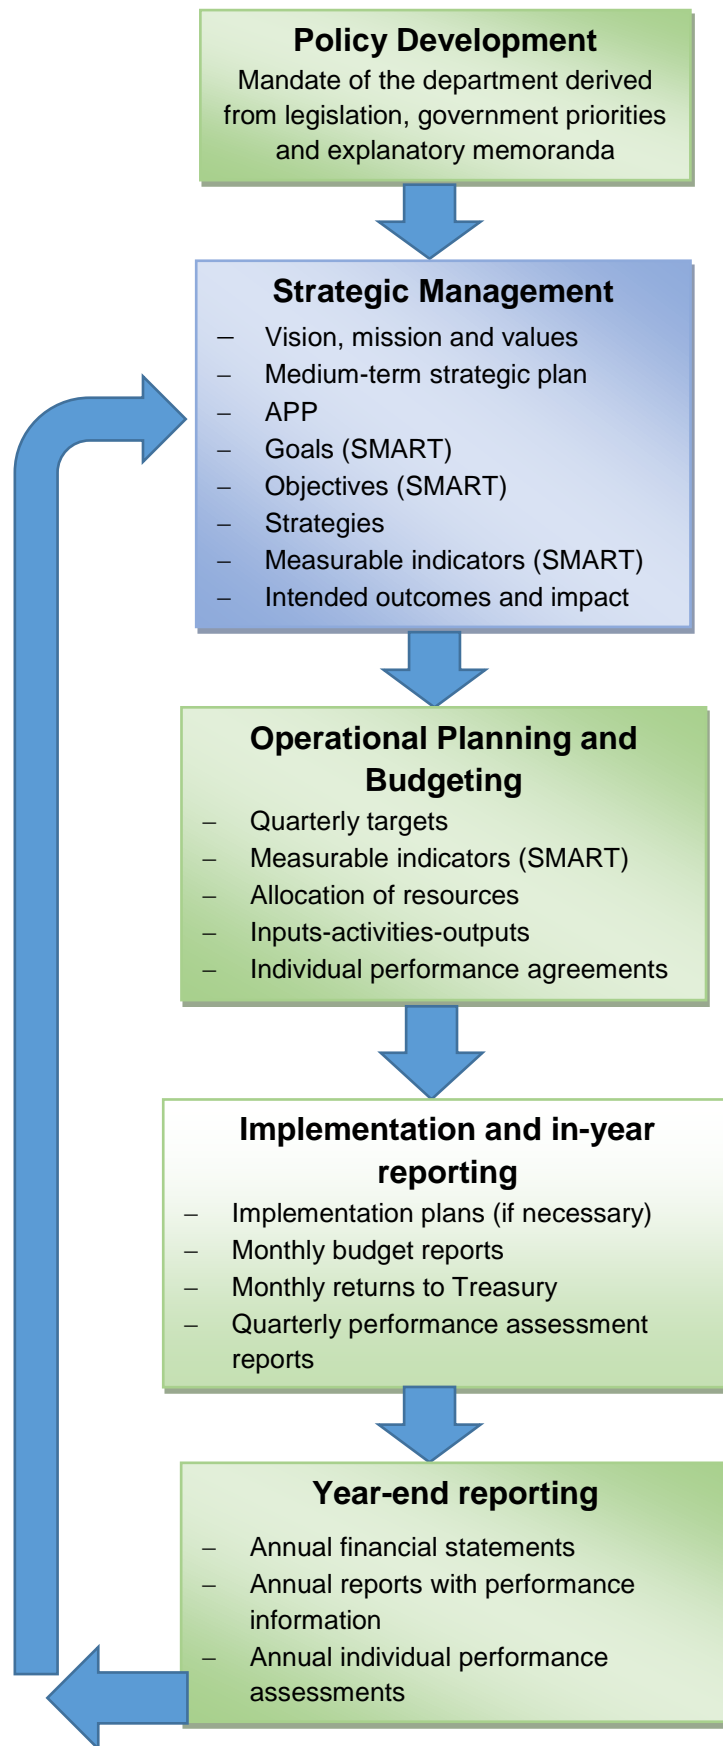 Policy Development
Mandate of the department derived
from legislation, government priorities
and explanatory memoranda
Strategic Management
– Vision, mission and values
– Medium-term strategic plan
– APP
– Goals (SMART)
– Objectives (SMART)
– Strategies
– Measurable indicators (SMART)
– Intended outcomes and impact
Operational Planning and
Budgeting
– Quarterly targets
– Measurable indicators (SMART)
– Allocation of resources
– Inputs-activities-outputs
– Individual performance agreements
Implementation and in-year
reporting
– Implementation plans (if necessary)
– Monthly budget reports
– Monthly returns to Treasury
– Quarterly performance assessment
reports
Year-end reporting
– Annual financial statements
– Annual reports with performance
information
– Annual individual performance
assessments